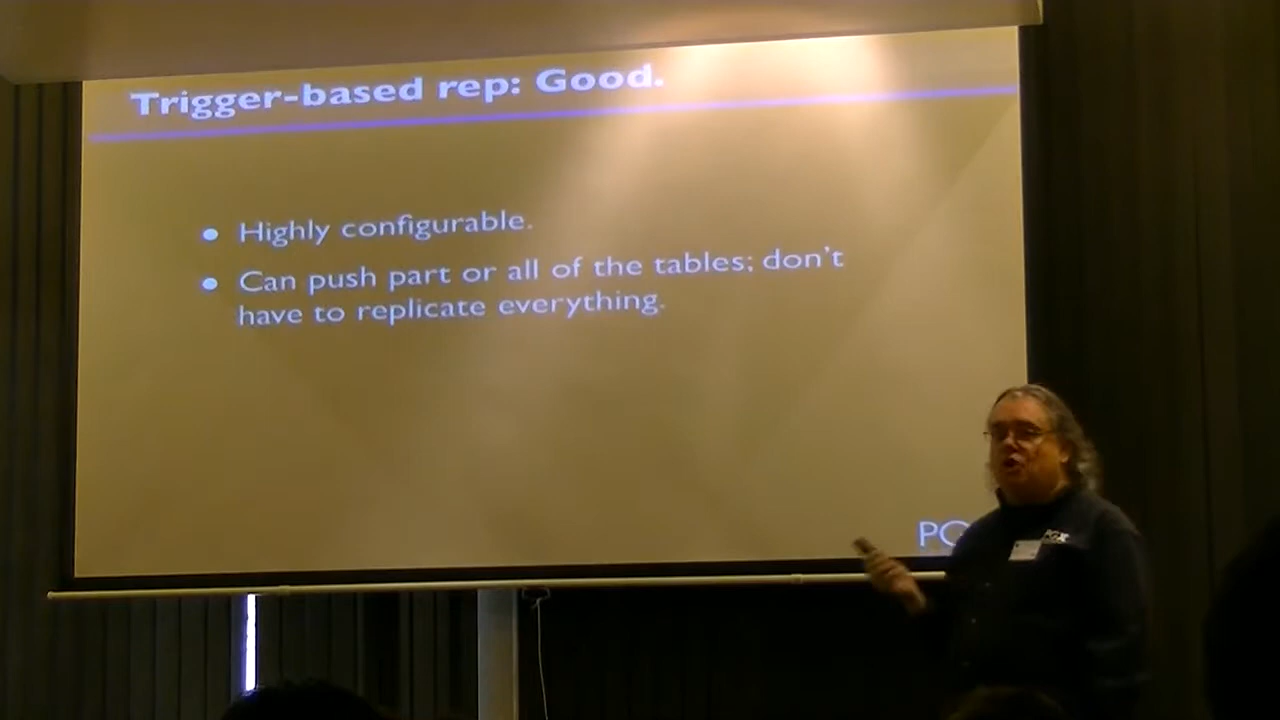 Trigger-based rep: Good.
• Highly configurable.
• Can push part or all of the tables; don't
have to replicate everything.